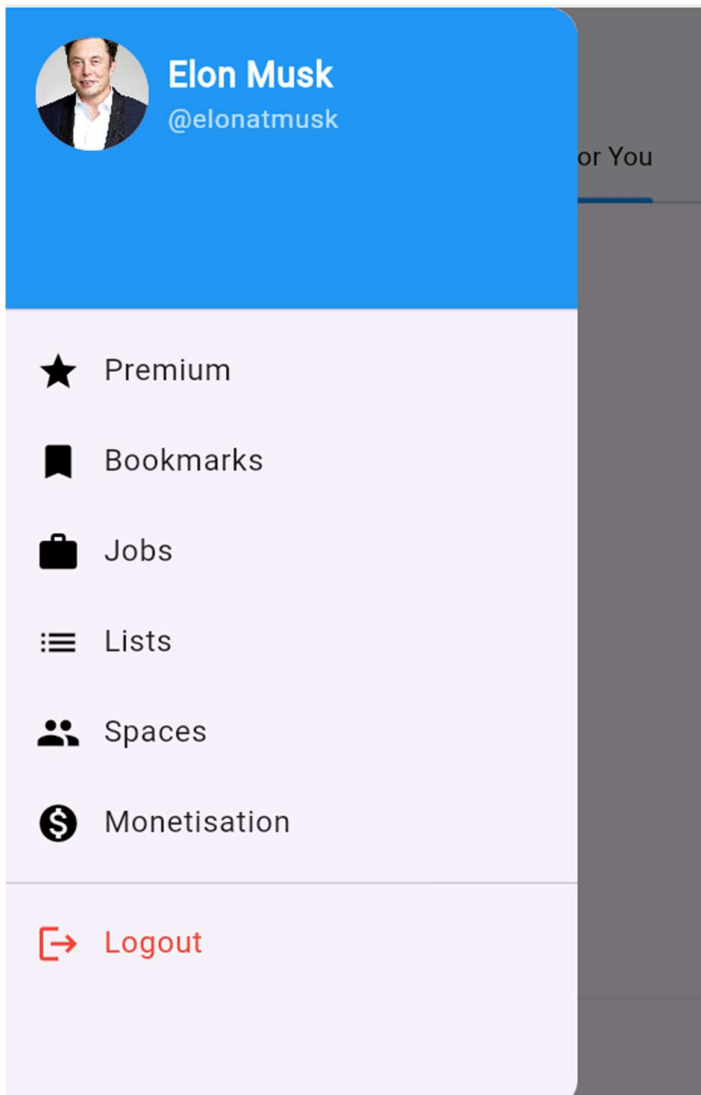 Elon Musk
@elonatmusk
or You
Premium
Bookmarks
Jobs
Lists
Spaces
Monetisation
Logout